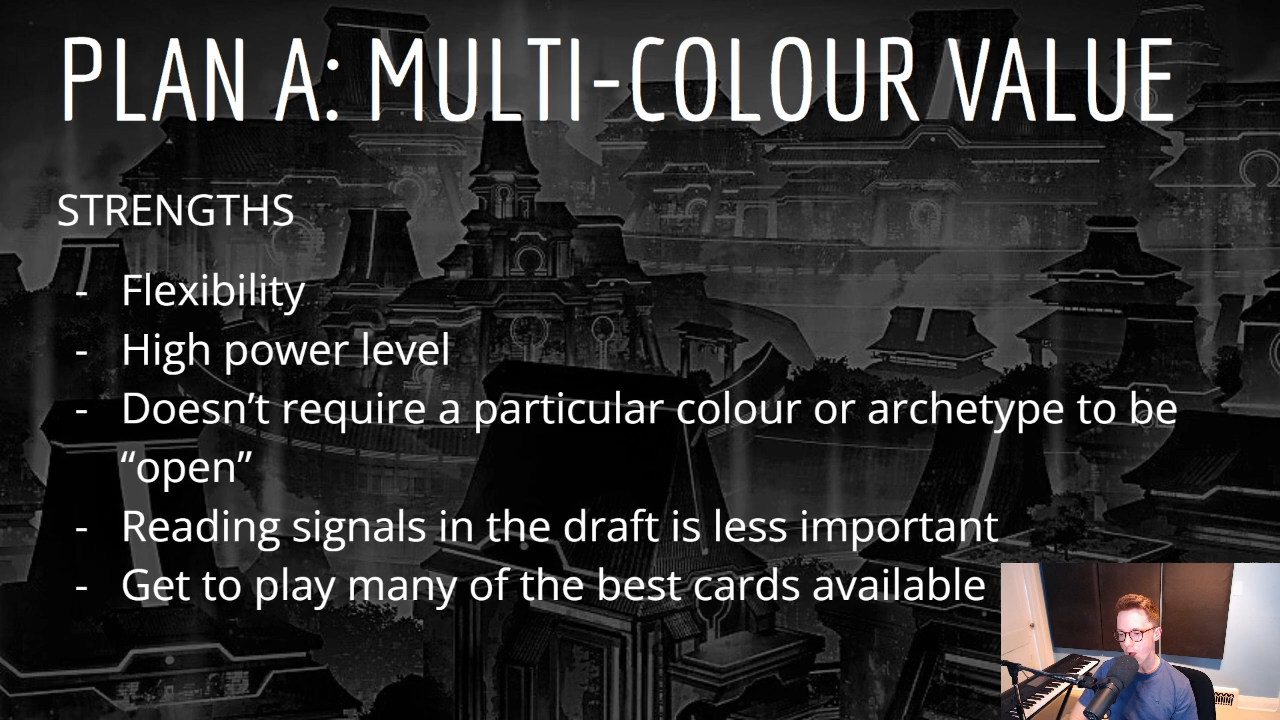 PLAN A: MULTI-COLOUR VALUE
STRENGTHS
- Flexibility
- High power level
- Doesn’t require a particular colour or archetype to be
“open”
- Reading signals in the draft is less important
- Get to play many of the best cards available